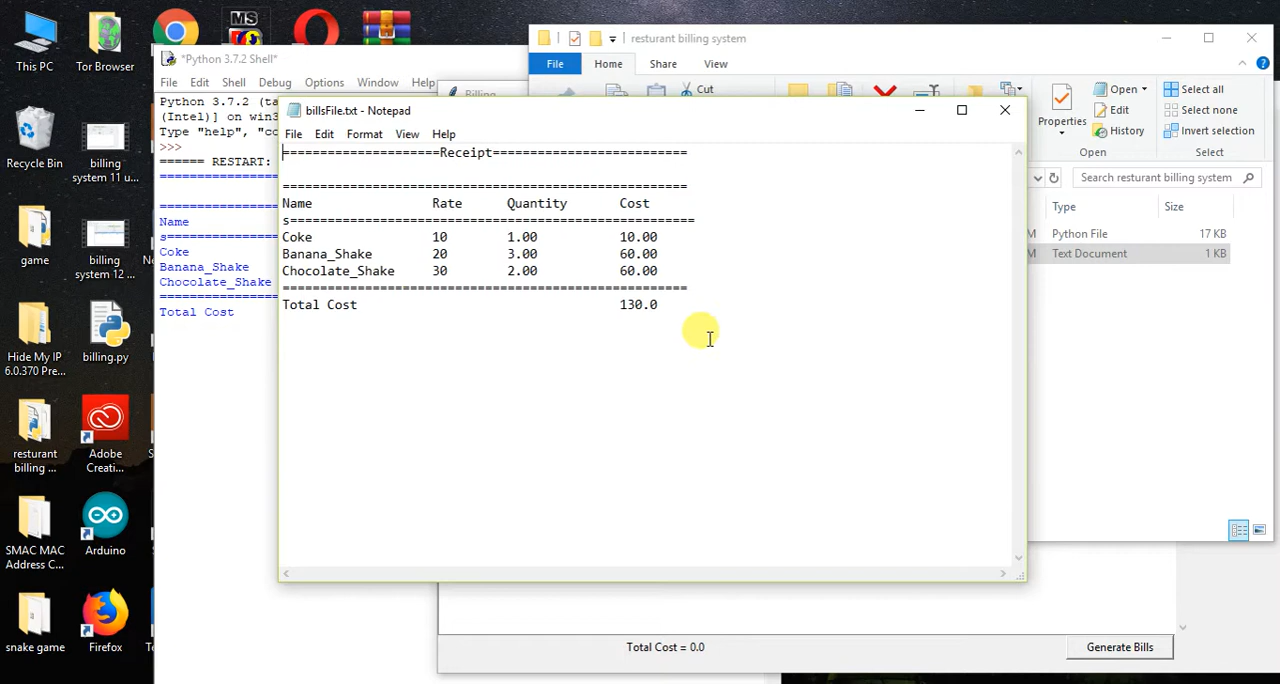 This PC
Tor Browser
MS
Recycle Bin
billing
system 11 u...
game
billing
system 12 ...
Hide My IP
6.0.370 Pre...
billing.py
resturant
billing ...
Adobe
Creati...
SMAC MAC
Address C...
Arduino
snake game
Firefox
*Python 3.7.2 Shell*
File Edit Shell Debug Options Window Help
Python 3.7.2 (ta
(Intel)] on win3
Type "help", "co
>>>
====== RESTART:
Name
s===============
Coke
Banana_Shake
Chocolate_Shake
================
Total Cost
Billing
resturant billing system
File Home Share View
Cut
Properties
Open
Edit
History
Select all
Select none
Invert selection
Open
Select
Search resturant billing system
Type Size
M Python File 17 KB
M Text Document 1 KB
billsFile.txt - Notepad
File Edit Format View Help
=====================Receipt==========================
======================================================
Name Rate Quantity Cost
s======================================================
Coke 10 1.00 10.00
Banana_Shake 20 3.00 60.00
Chocolate_Shake 30 2.00 60.00
======================================================
Total Cost 130.0
Total Cost = 0.0
Generate Bills